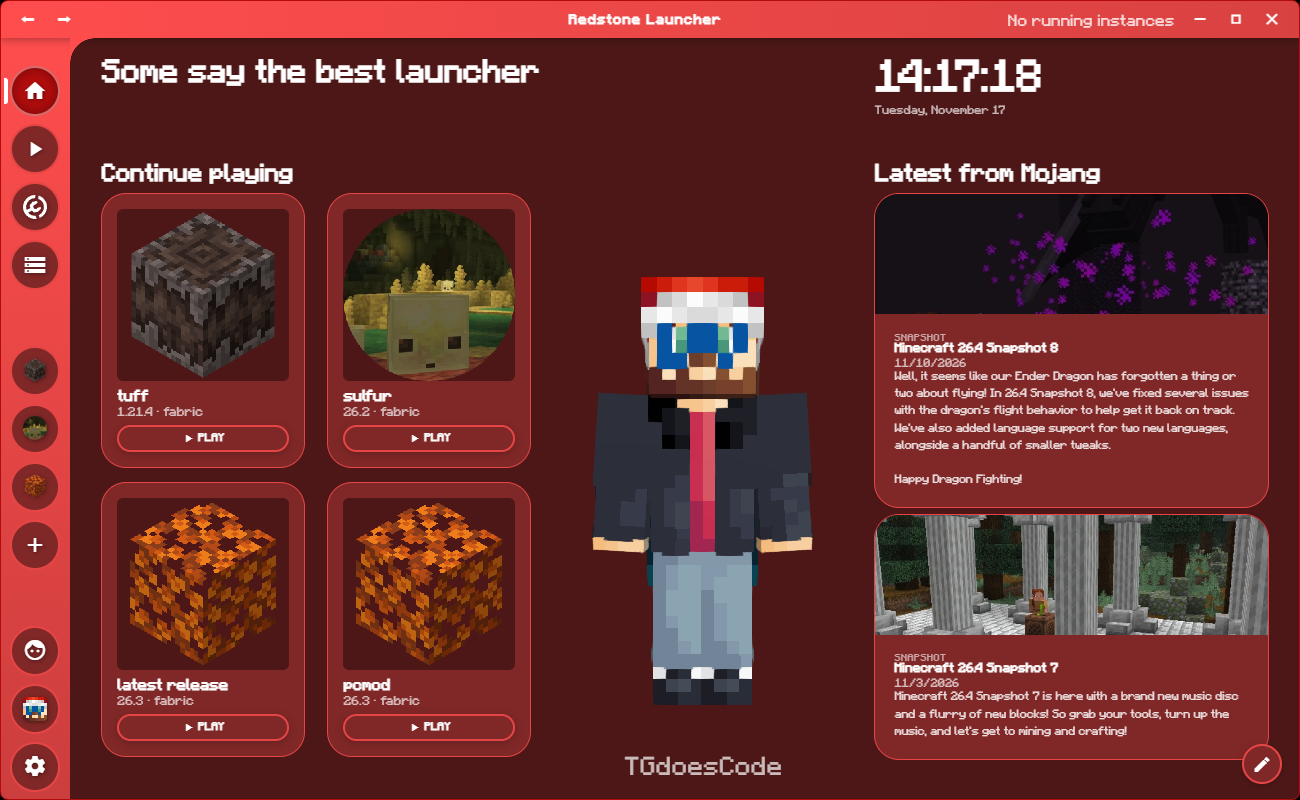 Redstone Launcher
No running instances
Some say the best launcher
14:17:18
Tuesday, November 17
Continue playing
tuff
1.21.4 · fabric
PLAY
sulfur
26.2 · fabric
PLAY
latest release
26.3 · fabric
PLAY
pomod
26.3 · fabric
PLAY
TGdoesCode
Latest from Mojang
SNAPSHOT
Minecraft 26.4 Snapshot 8
11/10/2026
Well, it seems like our Ender Dragon has forgotten a thing or
two about flying! In 26.4 Snapshot 8, we've fixed several issues
with the dragon's flight behavior to help get it back on track.
We've also added language support for two new languages,
alongside a handful of smaller tweaks.
Happy Dragon Fighting!
SNAPSHOT
Minecraft 26.4 Snapshot 7
11/3/2026
Minecraft 26.4 Snapshot 7 is here with a brand new music disc
and a flurry of new blocks! So grab your tools, turn up the
music, and let's get to mining and crafting!